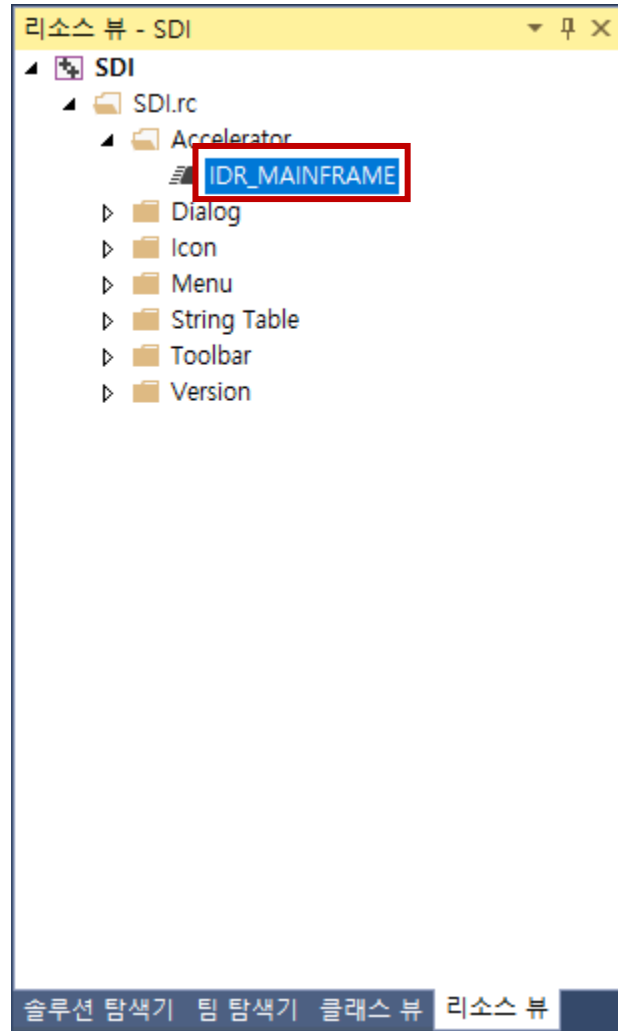 리소스 뷰 - SDI
SDI
SDI.rc
Accelerator
IDR_MAINFRAME
Dialog
Icon
Menu
String Table
Toolbar
Version
솔루션 탐색기 팀 탐색기 클래스 뷰 리소스 뷰